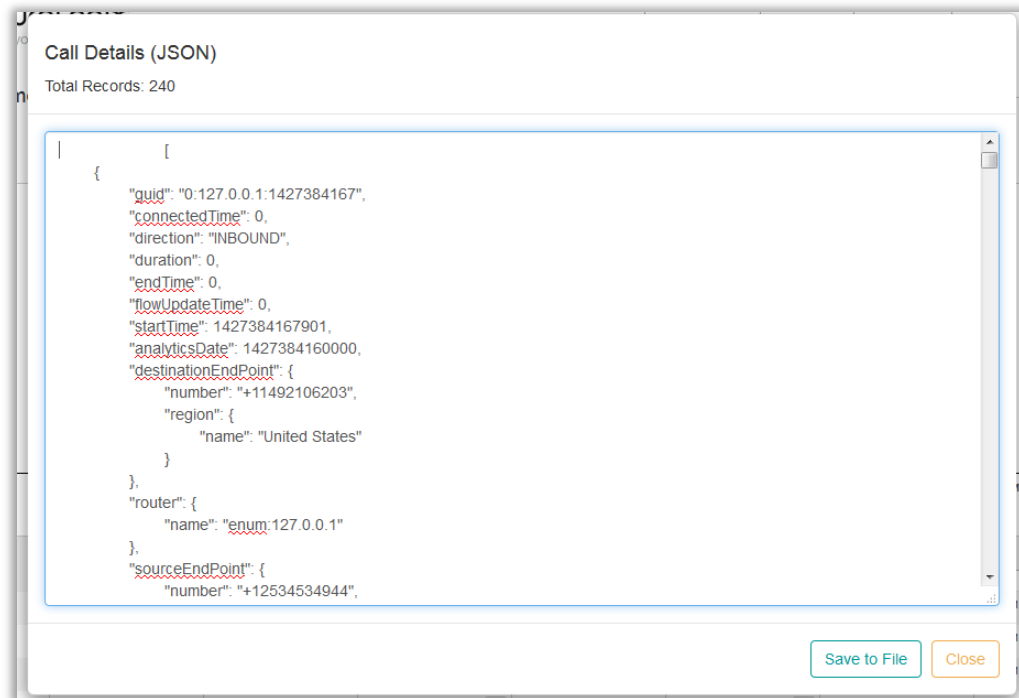 Call Details (JSON)
Total Records: 240
[
{
"guid": "0:127.0.0.1:1427384167",
"connectedTime": 0,
"direction": "INBOUND",
"duration": 0,
"endTime": 0,
"flowUpdateTime": 0,
"startTime": 1427384167901,
"analyticsDate": 1427384160000,
"destinationEndPoint": {
"number": "+11492106203",
"region": {
"name": "United States"
}
},
"router": {
"name": "enum:127.0.0.1"
},
"sourceEndPoint": {
"number": "+12534534944",
Save to File
Close